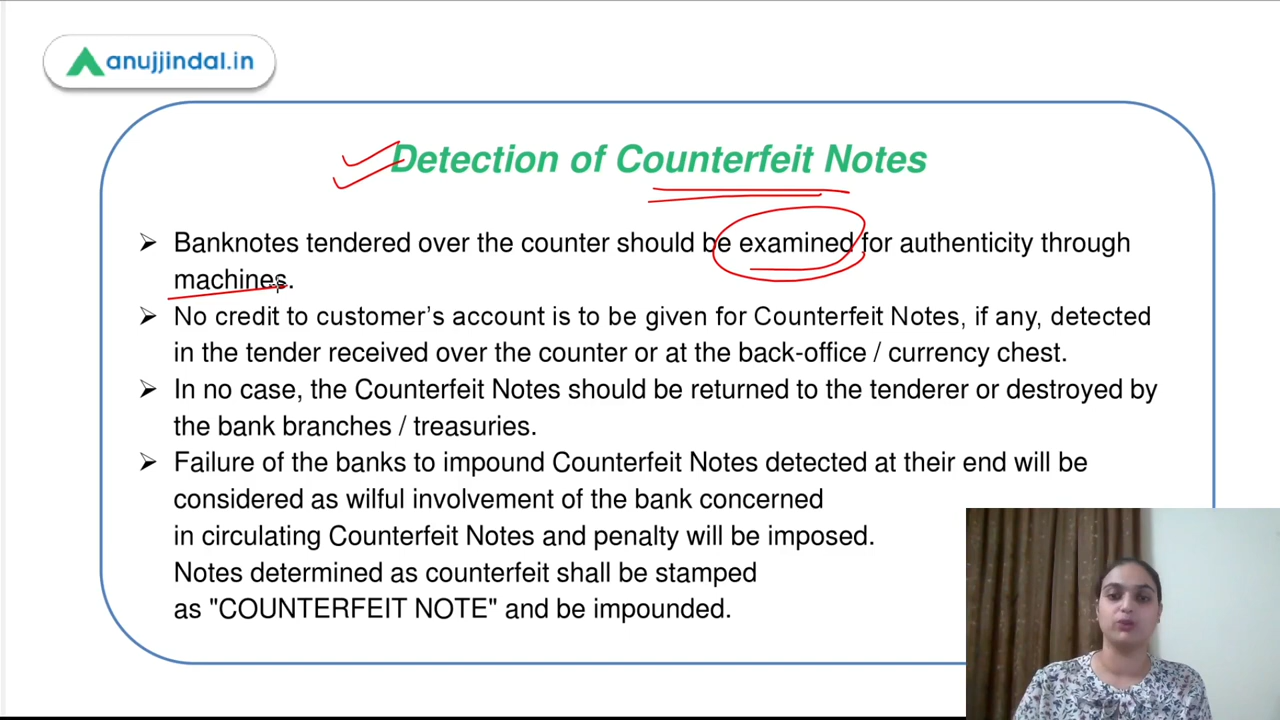 anujjindal.in
Detection of Counterfeit Notes
➢ Banknotes tendered over the counter should be examined for authenticity through
machines.
➢ No credit to customer’s account is to be given for Counterfeit Notes, if any, detected
in the tender received over the counter or at the back-office / currency chest.
➢ In no case, the Counterfeit Notes should be returned to the tenderer or destroyed by
the bank branches / treasuries.
➢ Failure of the banks to impound Counterfeit Notes detected at their end will be
considered as wilful involvement of the bank concerned
in circulating Counterfeit Notes and penalty will be imposed.
Notes determined as counterfeit shall be stamped
as "COUNTERFEIT NOTE" and be impounded.